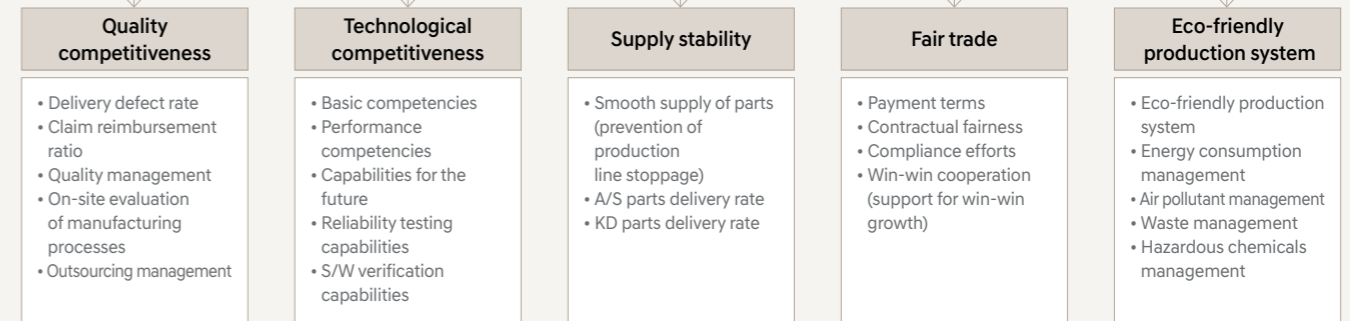 Quality
competitiveness
• Delivery defect rate
• Claim reimbursement
ratio
• Quality management
• On-site evaluation
of manufacturing
processes
• Outsourcing management
Technological
competitiveness
• Basic competencies
• Performance
competencies
• Capabilities for the
future
• Reliability testing
capabilities
• S/W verification
capabilities
Supply stability
• Smooth supply of parts
(prevention of
production
line stoppage)
• A/S parts delivery rate
• KD parts delivery rate
Fair trade
• Payment terms
• Contractual fairness
• Compliance efforts
• Win-win cooperation
(support for win-win
growth)
Eco-friendly
production system
• Eco-friendly production
system
• Energy consumption
management
• Air pollutant management
• Waste management
• Hazardous chemicals
management